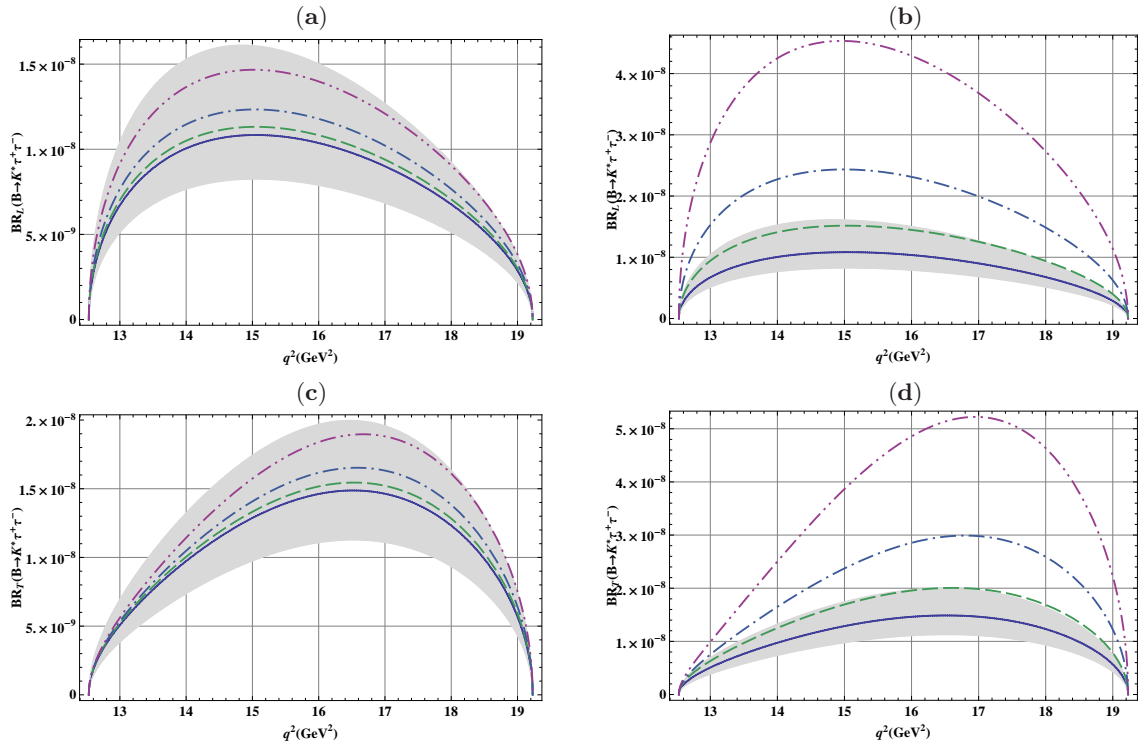 (a)
BR_L(B→K*τ⁺τ⁻)
1.5×10⁻⁸
1.×10⁻⁸
5.×10⁻⁹
0
13 14 15 16 17 18 19
q²(GeV²)
(b)
BR_L(B→K*τ⁺τ⁻)
4.×10⁻⁸
3.×10⁻⁸
2.×10⁻⁸
1.×10⁻⁸
0
13 14 15 16 17 18 19
q²(GeV²)
(c)
BR_T(B→K*τ⁺τ⁻)
2.×10⁻⁸
1.5×10⁻⁸
1.×10⁻⁸
5.×10⁻⁹
0
13 14 15 16 17 18 19
q²(GeV²)
(d)
BR_T(B→K*τ⁺τ⁻)
5.×10⁻⁸
4.×10⁻⁸
3.×10⁻⁸
2.×10⁻⁸
1.×10⁻⁸
0
13 14 15 16 17 18 19
q²(GeV²)